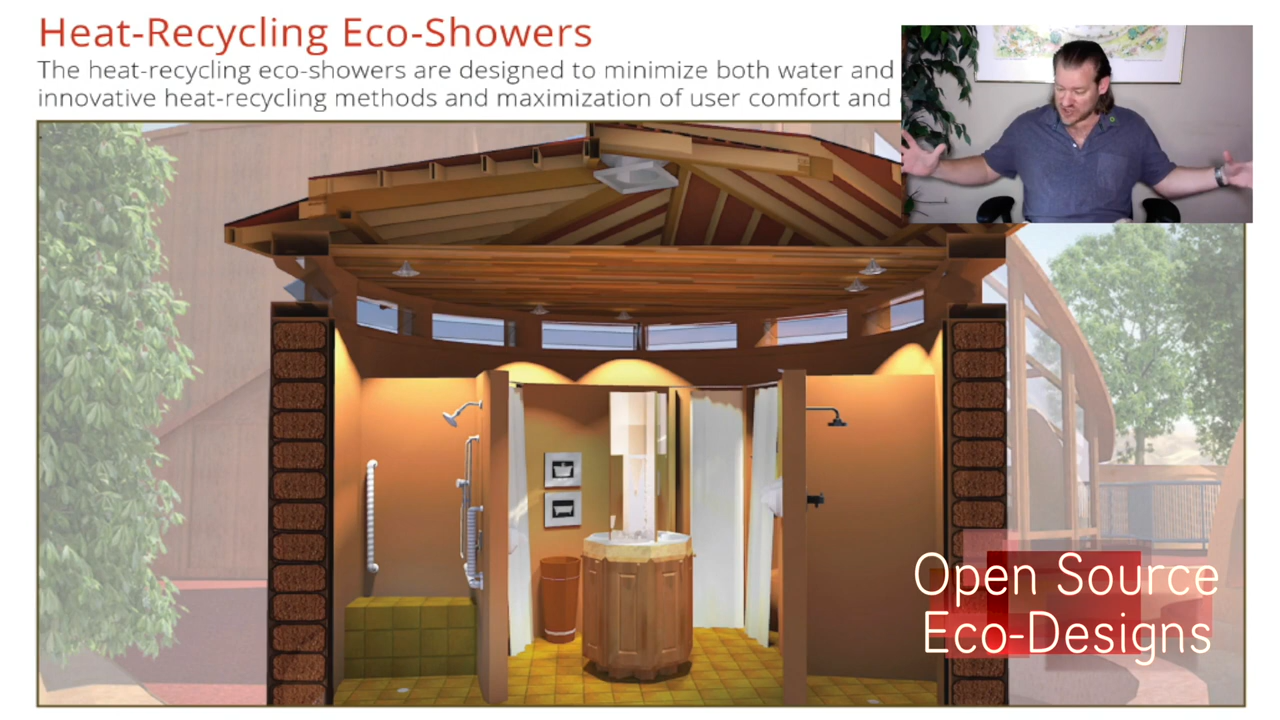 Heat-Recycling Eco-Showers
The heat-recycling eco-showers are designed to minimize both water and
innovative heat-recycling methods and maximization of user comfort and
Open Source
Eco-Designs